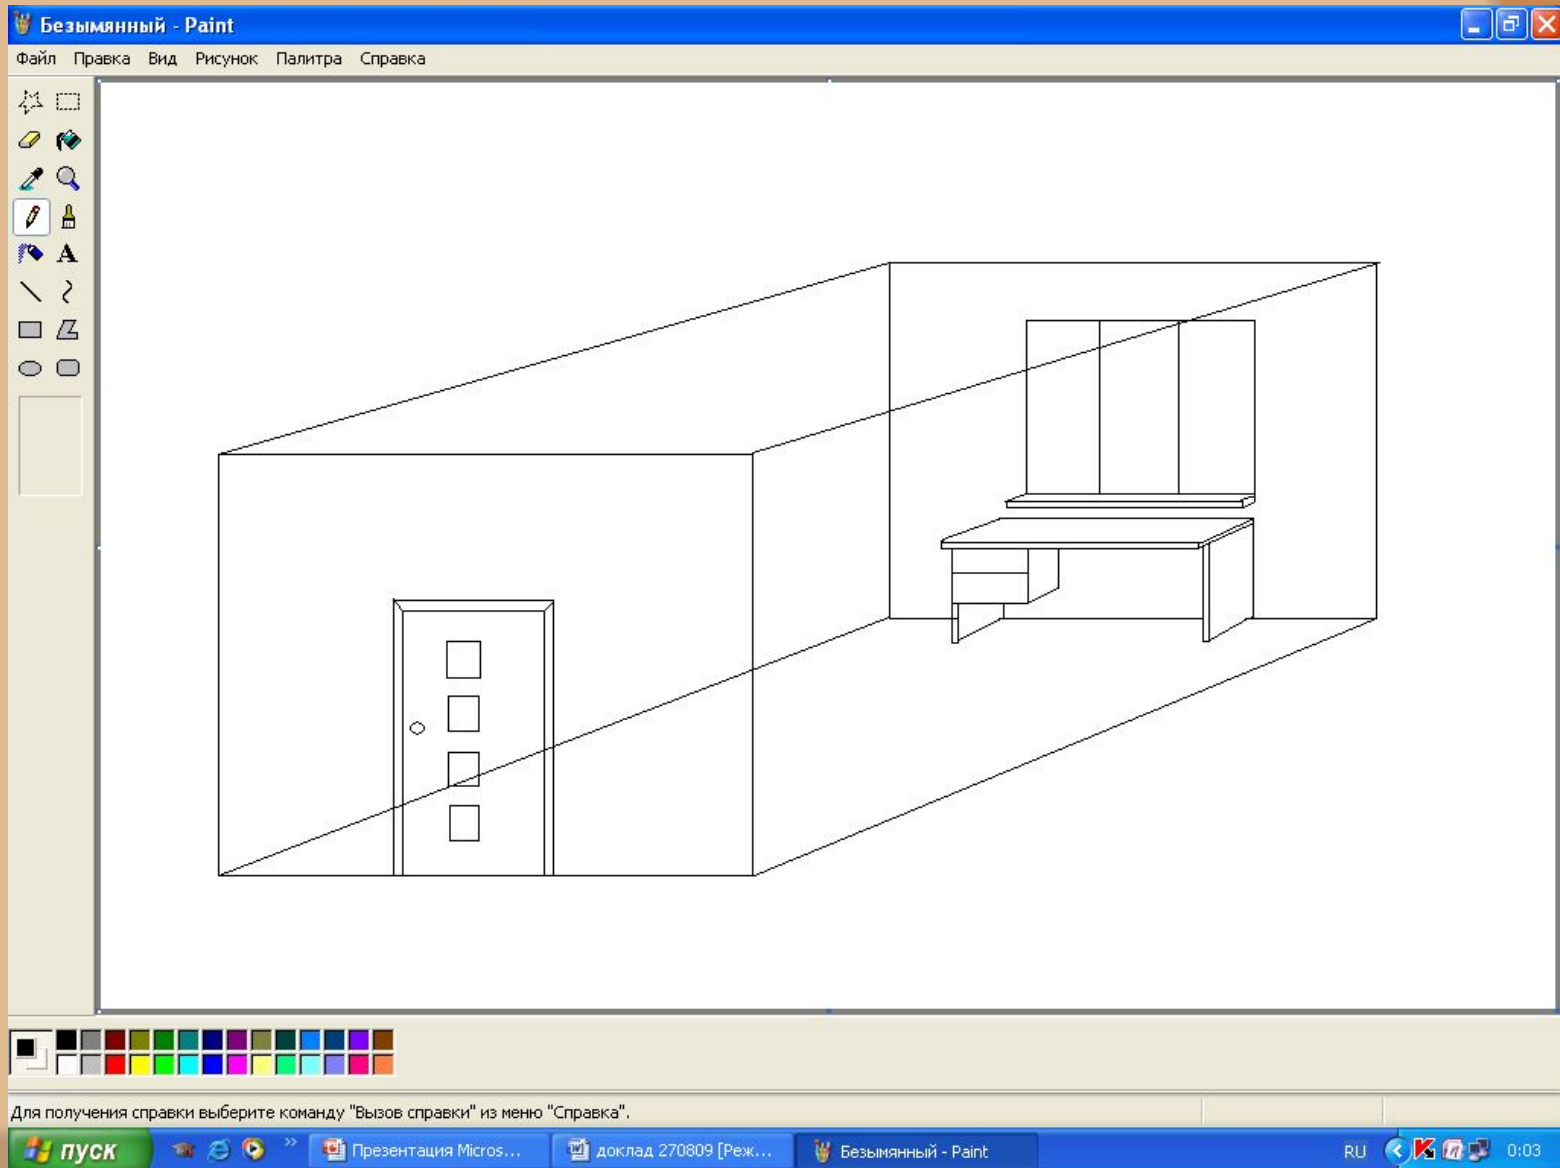 Безымянный - Paint
Файл Правка Вид Рисунок Палитра Справка
A
Для получения справки выберите команду "Вызов справки" из меню "Справка".
пуск
Презентация Micros...
доклад 270809 [Реж...
Безымянный - Paint
RU
0:03